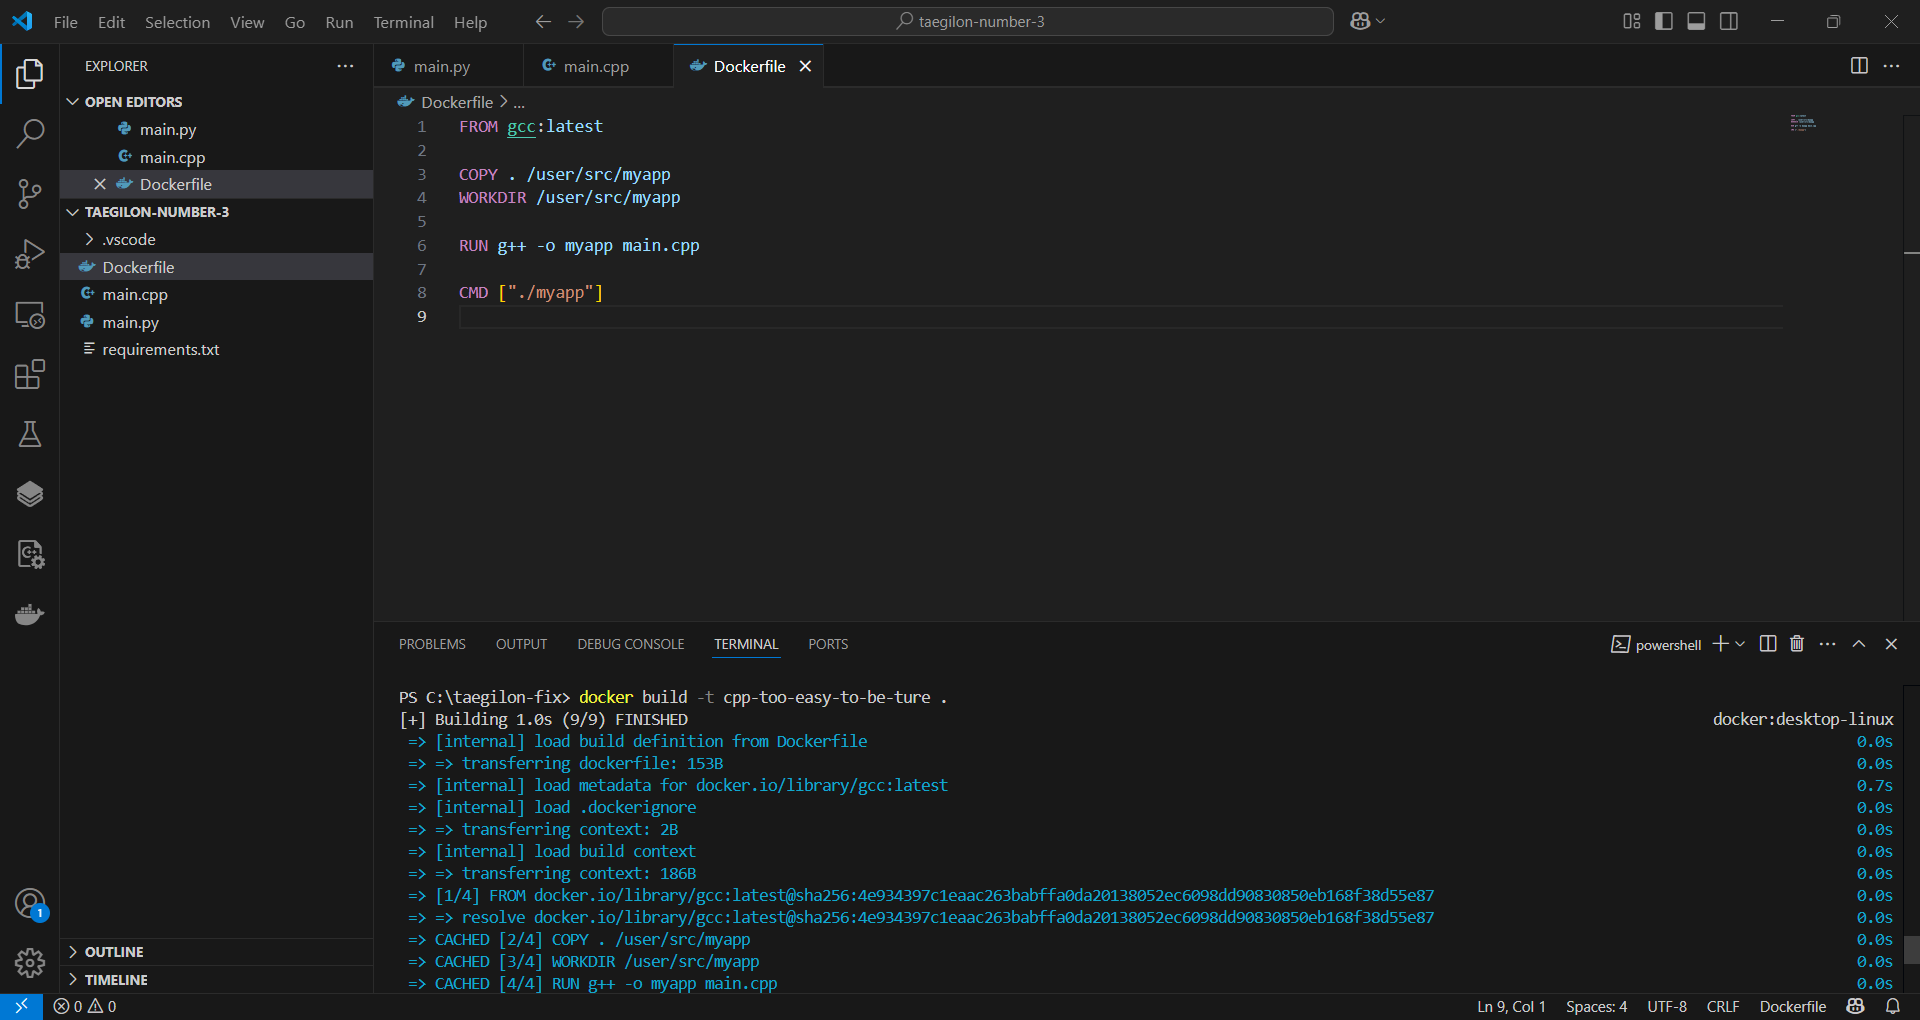 File Edit Selection View Go Run Terminal Help
taegilon-number-3
EXPLORER
OPEN EDITORS
main.py
main.cpp
Dockerfile
TAEGILON-NUMBER-3
.vscode
Dockerfile
main.cpp
main.py
requirements.txt
OUTLINE
TIMELINE
main.py main.cpp Dockerfile
Dockerfile > ...
1 FROM gcc:latest
2
3 COPY . /user/src/myapp
4 WORKDIR /user/src/myapp
5
6 RUN g++ -o myapp main.cpp
7
8 CMD ["./myapp"]
9
PROBLEMS OUTPUT DEBUG CONSOLE TERMINAL PORTS
powershell
PS C:\taegilon-fix> docker build -t cpp-too-easy-to-be-ture .
[+] Building 1.0s (9/9) FINISHED docker:desktop-linux
=> [internal] load build definition from Dockerfile 0.0s
=> => transferring dockerfile: 153B 0.0s
=> [internal] load metadata for docker.io/library/gcc:latest 0.7s
=> [internal] load .dockerignore 0.0s
=> => transferring context: 2B 0.0s
=> [internal] load build context 0.0s
=> => transferring context: 186B 0.0s
=> [1/4] FROM docker.io/library/gcc:latest@sha256:4e934397c1eaac263babffa0da20138052ec6098dd90830850eb168f38d55e87 0.0s
=> => resolve docker.io/library/gcc:latest@sha256:4e934397c1eaac263babffa0da20138052ec6098dd90830850eb168f38d55e87 0.0s
=> CACHED [2/4] COPY . /user/src/myapp 0.0s
=> CACHED [3/4] WORKDIR /user/src/myapp 0.0s
=> CACHED [4/4] RUN g++ -o myapp main.cpp 0.0s
1
0 0
Ln 9, Col 1 Spaces: 4 UTF-8 CRLF Dockerfile